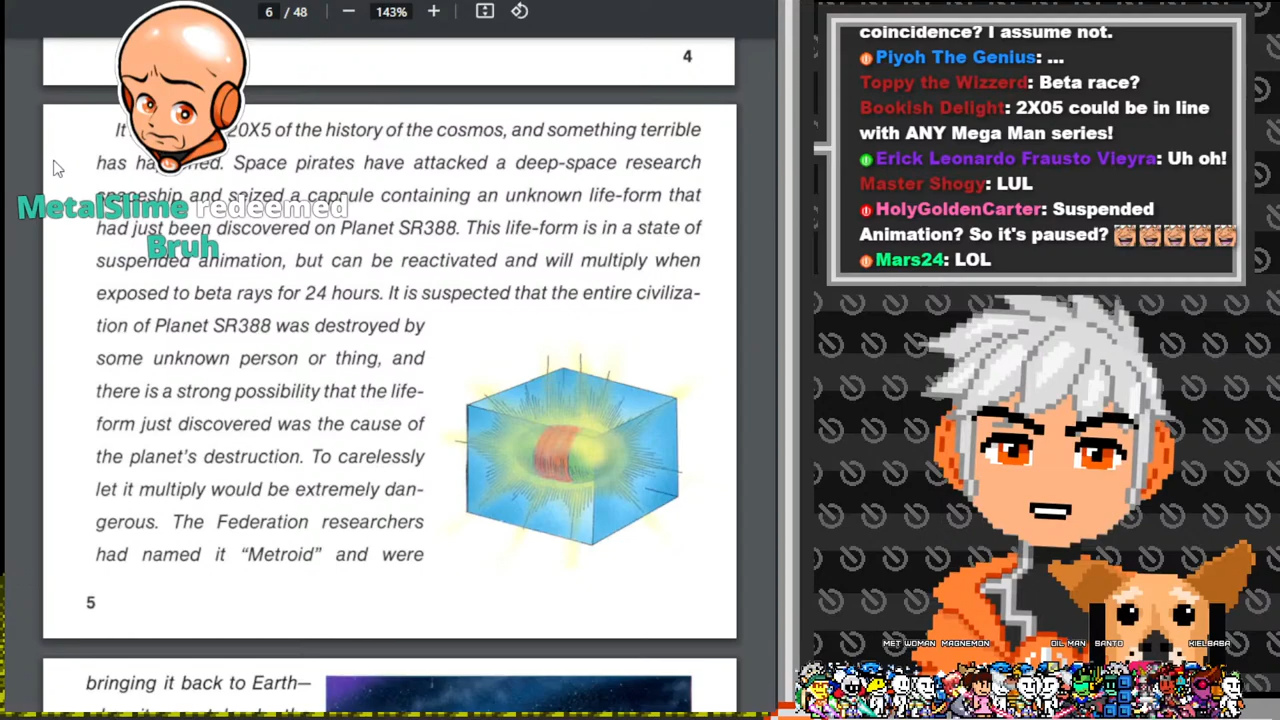 6 / 48
143%
4
It 20X5 of the history of the cosmos, and something terrible
has happened. Space pirates have attacked a deep-space research
spaceship and seized a capsule containing an unknown life-form that
had just been discovered on Planet SR388. This life-form is in a state of
suspended animation, but can be reactivated and will multiply when
exposed to beta rays for 24 hours. It is suspected that the entire civiliza-
tion of Planet SR388 was destroyed by
some unknown person or thing, and
there is a strong possibility that the life-
form just discovered was the cause of
the planet's destruction. To carelessly
let it multiply would be extremely dan-
gerous. The Federation researchers
had named it “Metroid” and were
5
bringing it back to Earth—
MetalSlime redeemed
Bruh
coincidence? I assume not.
Piyoh The Genius: ...
Toppy the Wizzerd: Beta race?
Bookish Delight: 2X05 could be in line
with ANY Mega Man series!
Erick Leonardo Frausto Vieyra: Uh oh!
Master Shogy: LUL
HolyGoldenCarter: Suspended
Animation? So it's paused?
Mars24: LOL
MET WOMAN MAGNEMON OIL MAN BANTO KIELBABA